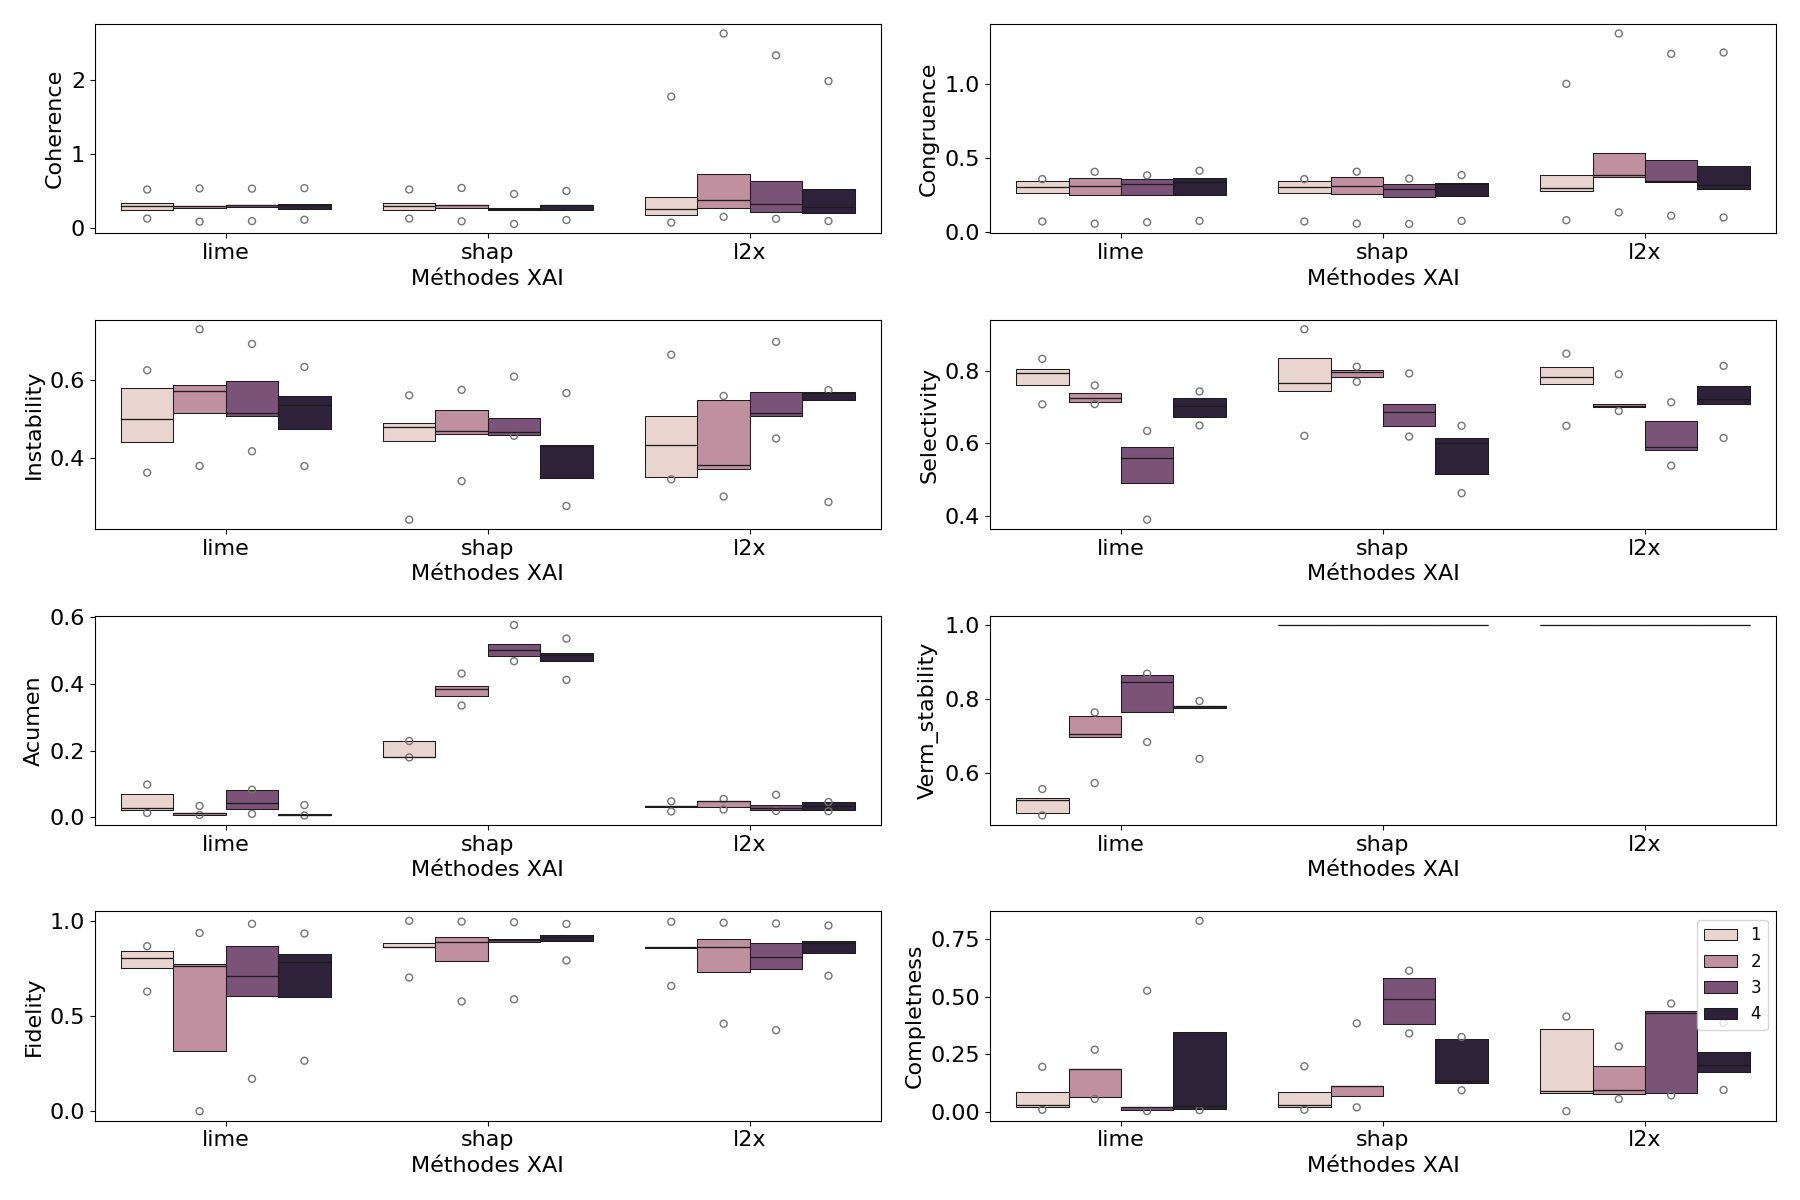 Coherence
2
1
0
lime shap l2x
Méthodes XAI
Congruence
1.0
0.5
0.0
lime shap l2x
Méthodes XAI
Instability
0.6
0.4
lime shap l2x
Méthodes XAI
Selectivity
0.8
0.6
0.4
lime shap l2x
Méthodes XAI
Acumen
0.6
0.4
0.2
0.0
lime shap l2x
Méthodes XAI
Verm_stability
1.0
0.8
0.6
lime shap l2x
Méthodes XAI
Fidelity
1.0
0.5
0.0
lime shap l2x
Méthodes XAI
Completness
0.75
0.50
0.25
0.00
1
2
3
4
lime shap l2x
Méthodes XAI